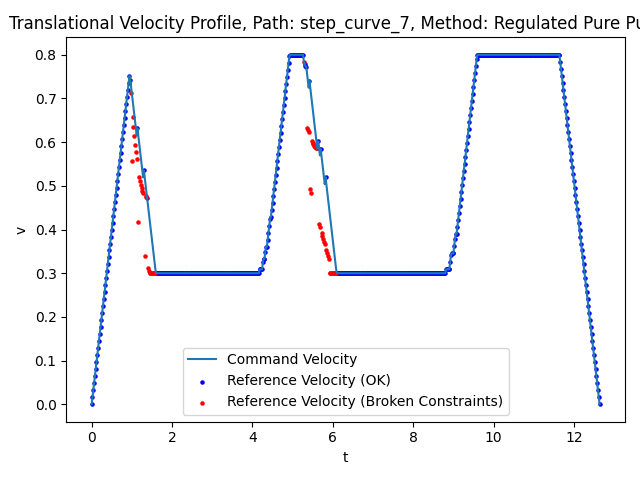 Translational Velocity Profile, Path: step_curve_7, Method: Regulated Pure Pu
0.8
0.7
0.6
0.5
0.4
0.3
0.2
0.1
0.0
v
Command Velocity
Reference Velocity (OK)
Reference Velocity (Broken Constraints)
0 2 4 6 8 10 12
t